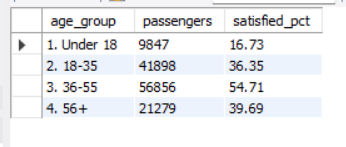 age_group passengers satisfied_pct
1. Under 18 9847 16.73
2. 18-35 41898 36.35
3. 36-55 56856 54.71
4. 56+ 21279 39.69